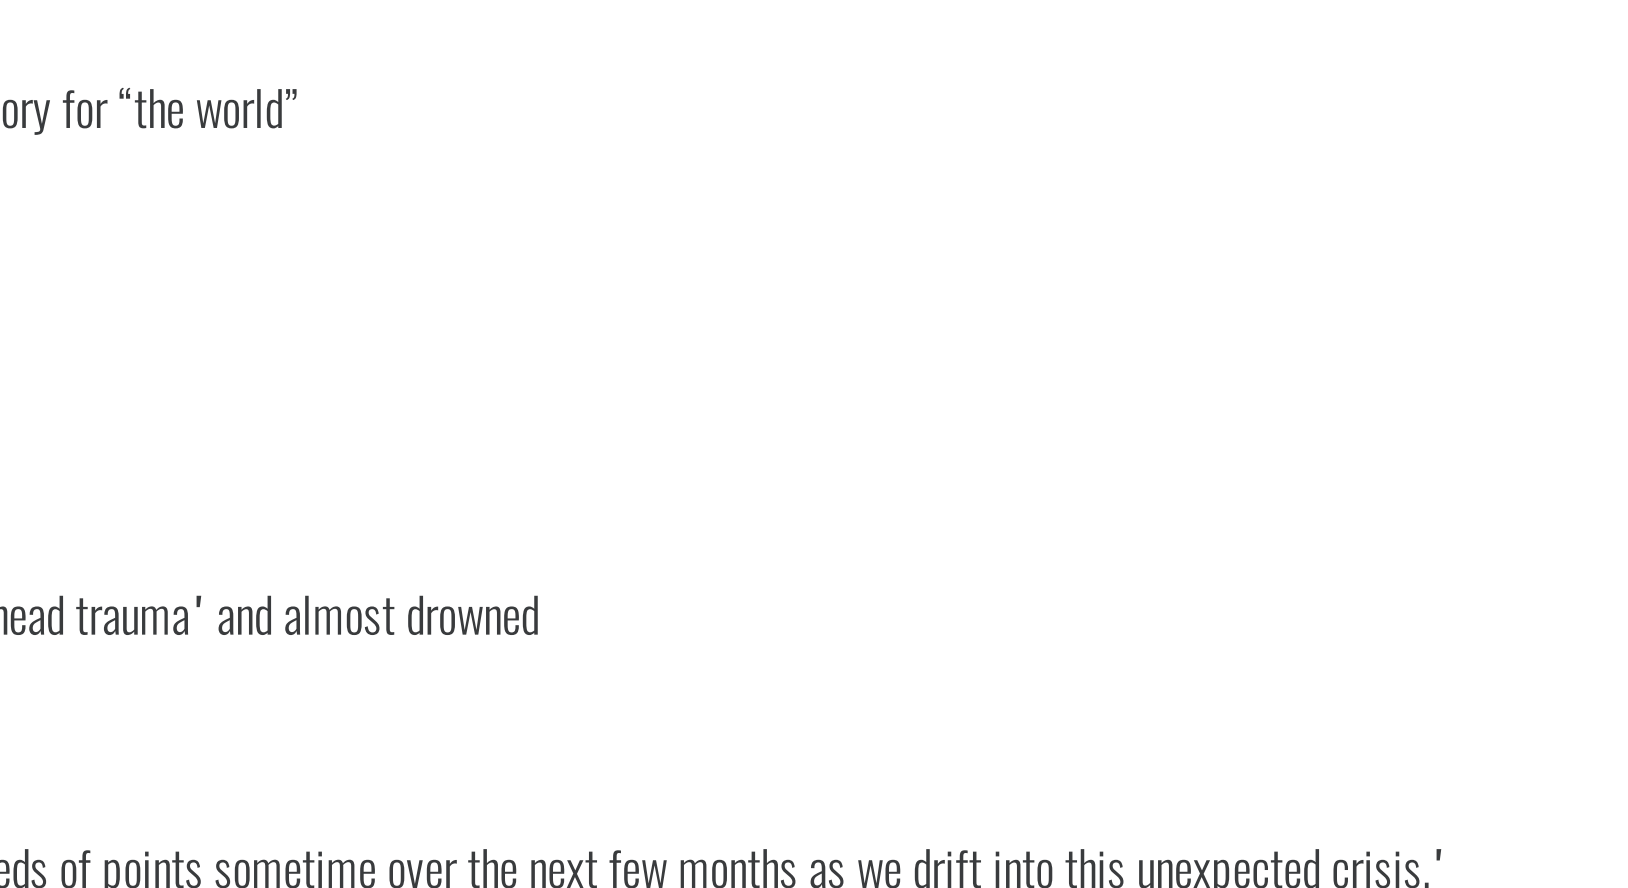 ory for “the world”
head trauma' and almost drowned
eds of points sometime over the next few months as we drift into this unexpected crisis.'